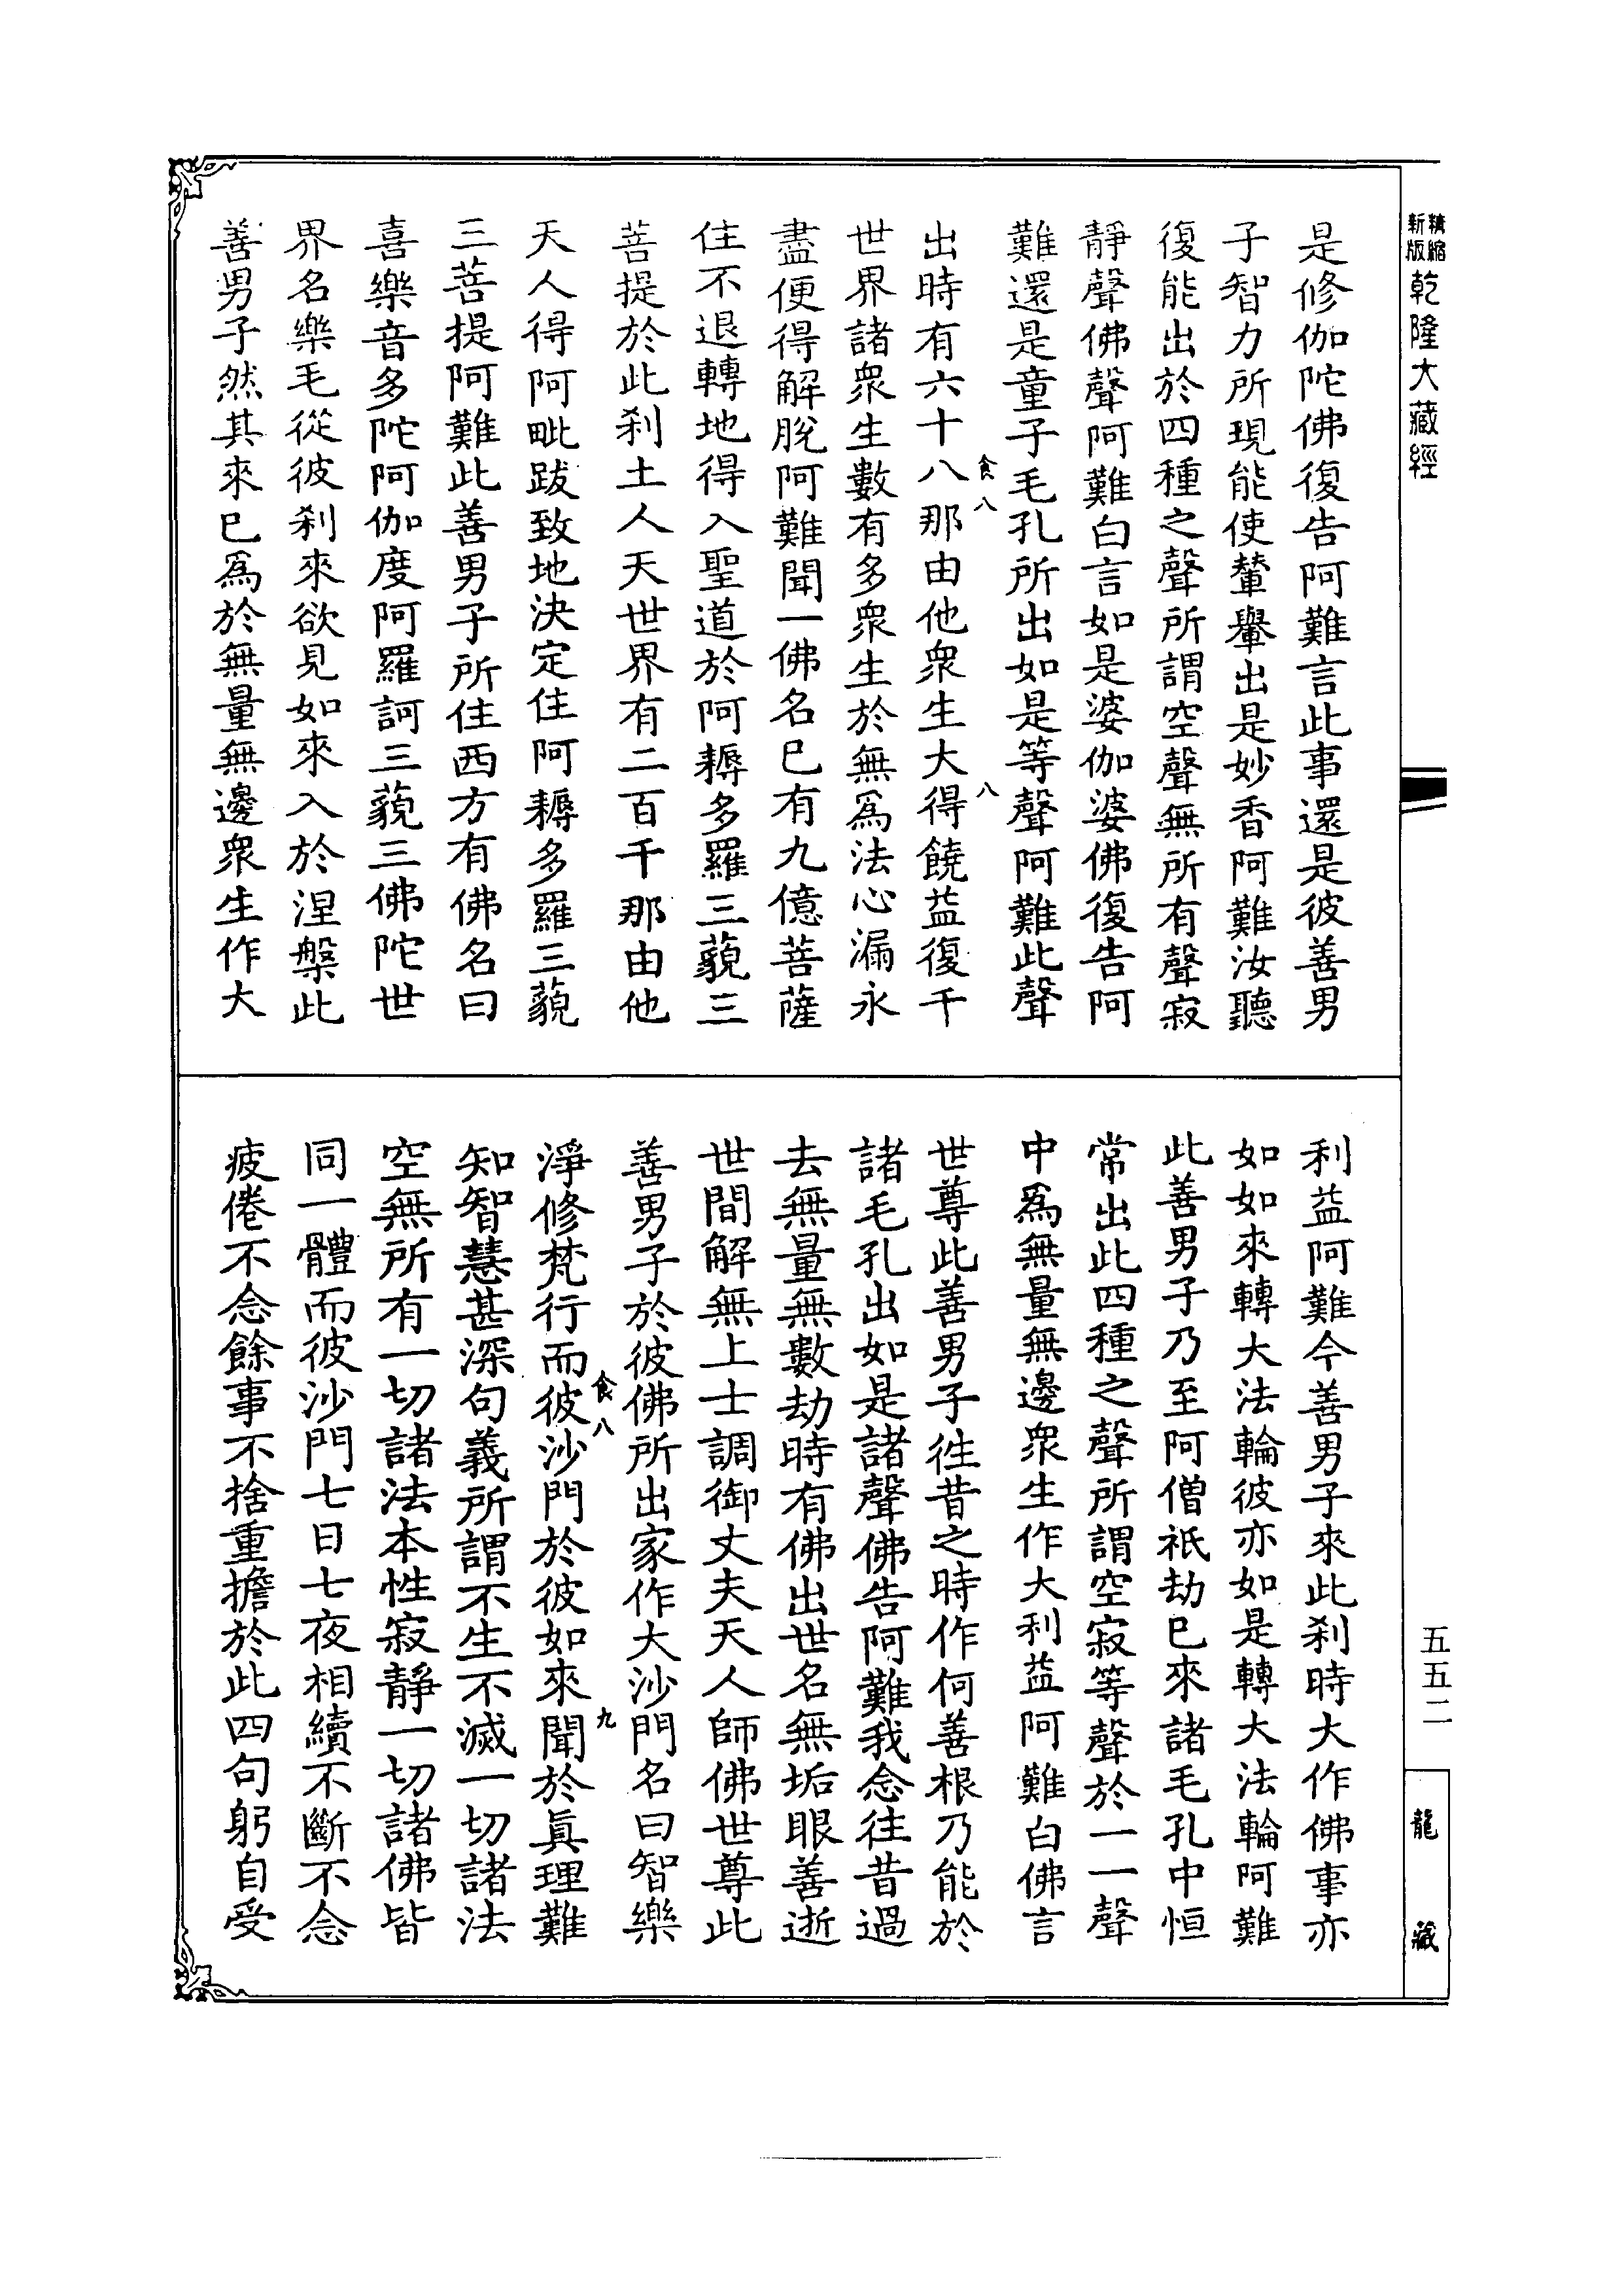 精縮新版
乾隆大藏經
是修伽陀佛復告阿難言此事還是彼善男
子智力所現能使輦轝出是妙香阿難汝聽
復能出於四種之聲所謂空聲無所有聲寂
靜聲佛聲阿難白言如是婆伽婆佛復告阿
難還是童子毛孔所出如是等聲阿難此聲
食八
八
出時有六十八那由他衆生大得饒益復千
世界諸衆生數有多衆生於無爲法心漏永
盡便得解脫阿難聞一佛名已有九億菩薩
住不退轉地得入聖道於阿耨多羅三藐三
菩提於此刹土人天世界有二百千那由他
天人得阿毗跋致地決定住阿耨多羅三藐
三菩提阿難此善男子所住西方有佛名曰
喜樂音多陀阿伽度阿羅訶三藐三佛陀世
界名樂毛從彼刹來欲見如來入於涅槃此
善男子然其來已爲於無量無邊衆生作大
利益阿難今善男子來此刹時大作佛事亦
如如來轉大法輪彼亦如是轉大法輪阿難
此善男子乃至阿僧祇劫已來諸毛孔中恒
常出此四種之聲所謂空寂等聲於一一聲
中爲無量無邊衆生作大利益阿難白佛言
世尊此善男子徃昔之時作何善根乃能於
諸毛孔出如是諸聲佛告阿難我念往昔過
去無量無數劫時有佛出世名無垢眼善逝
世間解無上士調御丈夫天人師佛世尊此
善男子於彼佛所出家作大沙門名曰智樂
食八
九
淨修梵行而彼沙門於彼如來聞於眞理難
知智慧甚深句義所謂不生不滅一切諸法
空無所有一切諸法本性寂靜一切諸佛皆
同一體而彼沙門七日七夜相續不斷不念
疲倦不念餘事不捨重擔於此四句躬自受
五五二
龍藏